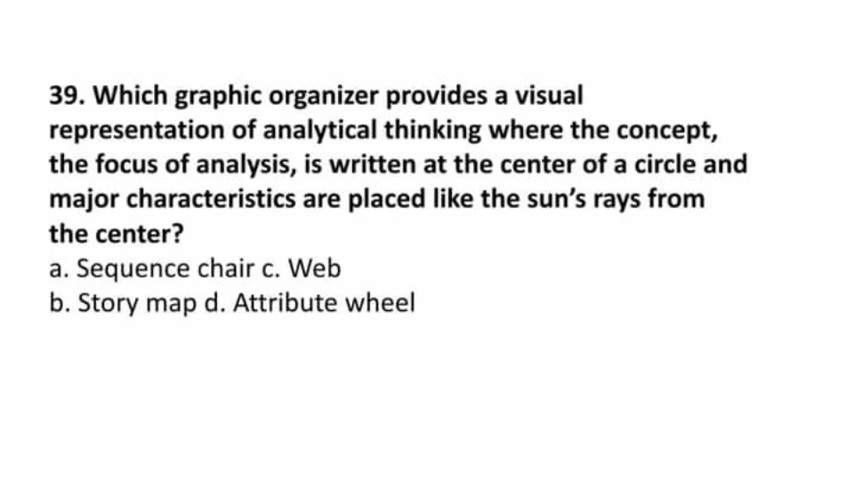 39. Which graphic organizer provides a visual
representation of analytical thinking where the concept,
the focus of analysis, is written at the center of a circle and
major characteristics are placed like the sun’s rays from
the center?
a. Sequence chair c. Web
b. Story map d. Attribute wheel